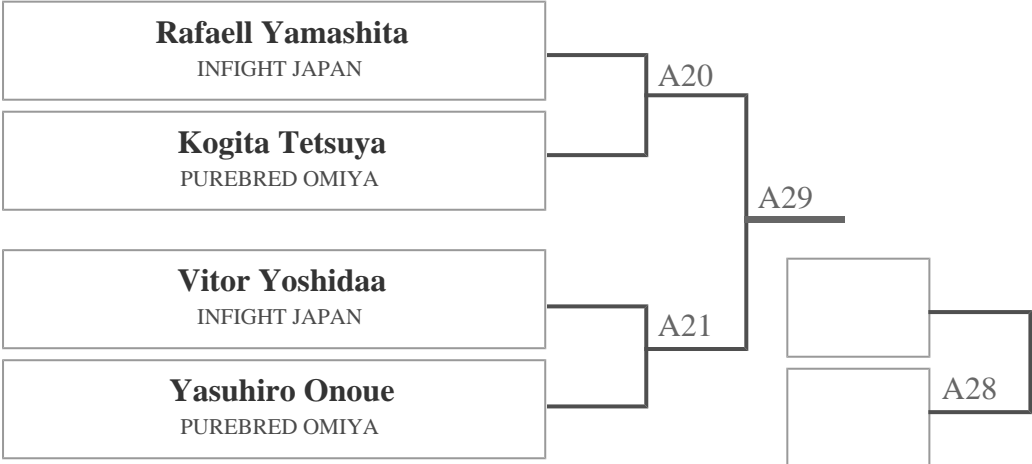 Rafaell Yamashita
INFIGHT JAPAN
A20
Kogita Tetsuya
PUREBRED OMIYA
A29
Vitor Yoshidaa
INFIGHT JAPAN
A21
Yasuhiro Onoue
PUREBRED OMIYA
A28